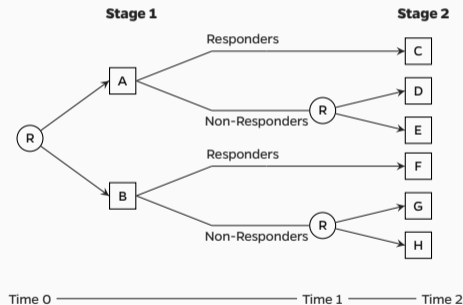 Stage 1
Stage 2
Responders
C
A
D
Non-Responders
R
E
R
Responders
F
B
G
Non-Responders
R
H
Time 0
Time 1
Time 2